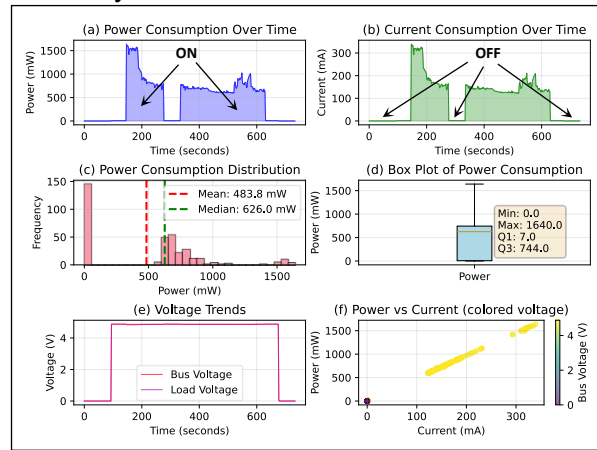 (a) Power Consumption Over Time
Power (mW)
1500
1000
500
0
ON
0
200
400
600
Time (seconds)
(b) Current Consumption Over Time
Current (mA)
300
200
100
0
OFF
0
200
400
600
Time (seconds)
(c) Power Consumption Distribution
Frequency
150
100
50
0
Mean: 483.8 mW
Median: 626.0 mW
0
500
1000
1500
Power (mW)
(d) Box Plot of Power Consumption
Power (mW)
1500
1000
500
0
Min: 0.0
Max: 1640.0
Q1: 7.0
Q3: 744.0
Power
(e) Voltage Trends
Voltage (V)
4
2
0
Bus Voltage
Load Voltage
0
200
400
600
Time (seconds)
(f) Power vs Current (colored voltage)
Power (mW)
1500
1000
500
0
0
100
200
300
Current (mA)
4
2
0
Bus Voltage (V)